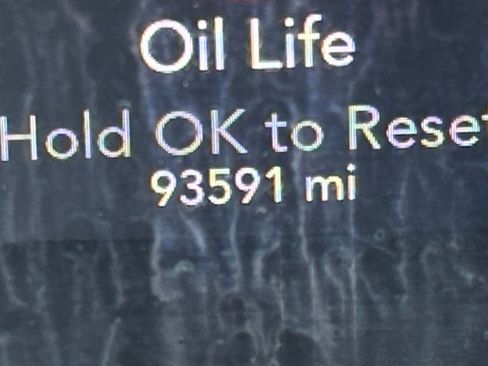 Oil Life
Hold OK to Reset
93591 mi